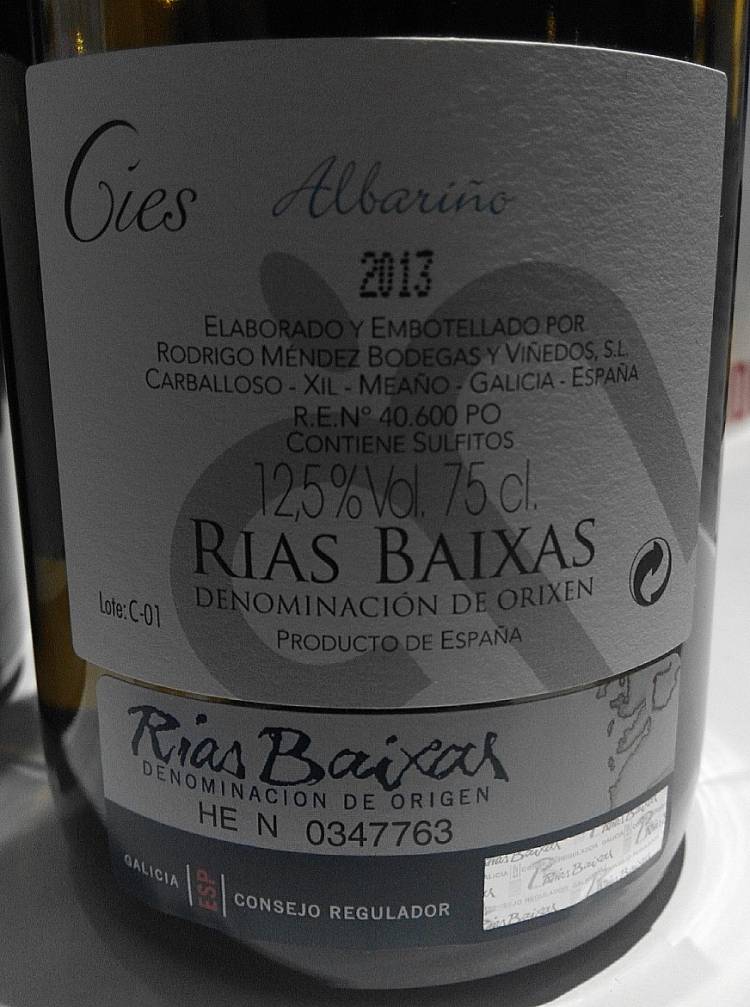 Cies Albariño
2013
ELABORADO Y EMBOTELLADO POR
RODRIGO MÉNDEZ BODEGAS Y VIÑEDOS, S.L.
CARBALLOSO - XIL - MEAÑO - GALICIA - ESPAÑA
R.E.Nº 40.600 PO
CONTIENE SULFITOS
12,5%Vol. 75 cl.
RIAS BAIXAS
DENOMINACIÓN DE ORIXEN
Lote: C-01
PRODUCTO DE ESPAÑA
Rias Baixas
DENOMINACION DE ORIGEN
HE N 0347763
GALICIA ESP CONSEJO REGULADOR
Rias Baixas